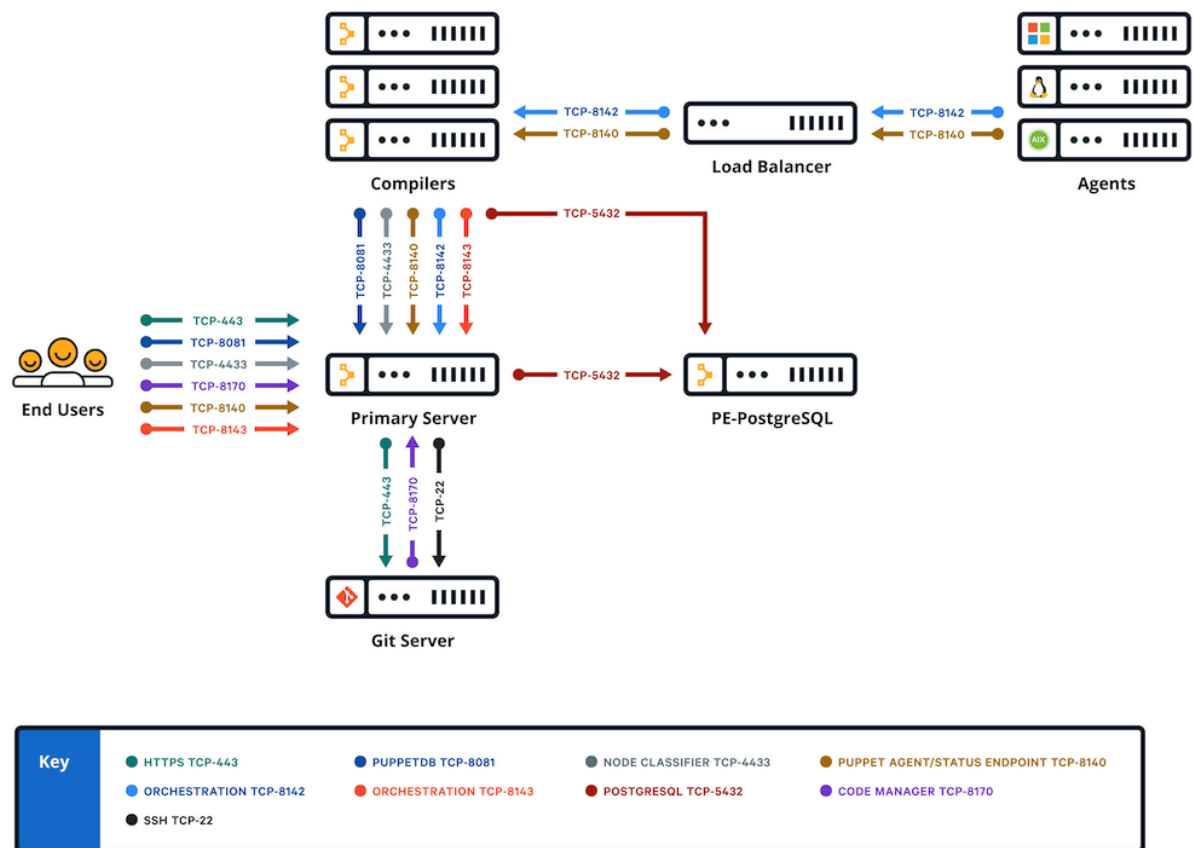 TCP-8142
TCP-8140
TCP-8142
TCP-8140
AIX
Compilers
Load Balancer
Agents
TCP-5432
TCP-8081
TCP-4433
TCP-8140
TCP-8142
TCP-8143
TCP-443
TCP-8081
TCP-4433
TCP-8170
TCP-8140
TCP-8143
End Users
TCP-5432
Primary Server
PE-PostgreSQL
TCP-443
TCP-8170
TCP-22
Git Server
Key
HTTPS TCP-443
PUPPETDB TCP-8081
NODE CLASSIFIER TCP-4433
PUPPET AGENT/STATUS ENDPOINT TCP-8140
ORCHESTRATION TCP-8142
ORCHESTRATION TCP-8143
POSTGRESQL TCP-5432
CODE MANAGER TCP-8170
SSH TCP-22